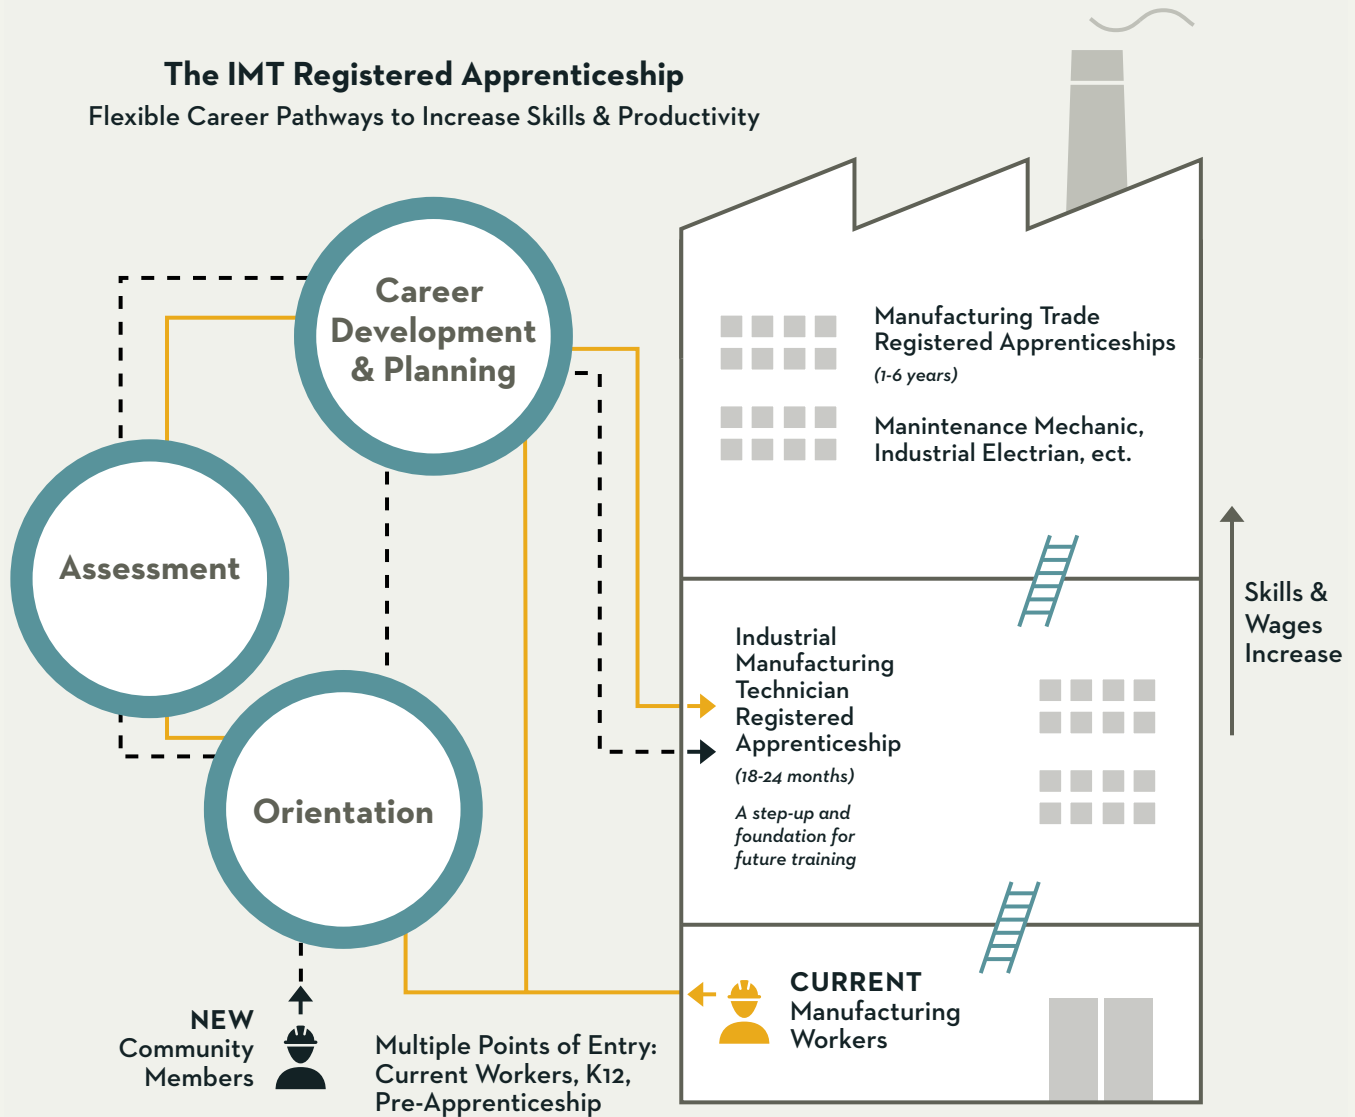 The IMT Registered Apprenticeship
Flexible Career Pathways to Increase Skills & Productivity
Career
Development
& Planning
Assessment
Orientation
NEW
Community
Members
Multiple Points of Entry:
Current Workers, K12,
Pre-Apprenticeship
Manufacturing Trade
Registered Apprenticeships
(1-6 years)
Manintenance Mechanic,
Industrial Electrian, ect.
Industrial
Manufacturing
Technician
Registered
Apprenticeship
(18-24 months)
A step-up and
foundation for
future training
CURRENT
Manufacturing
Workers
Skills &
Wages
Increase